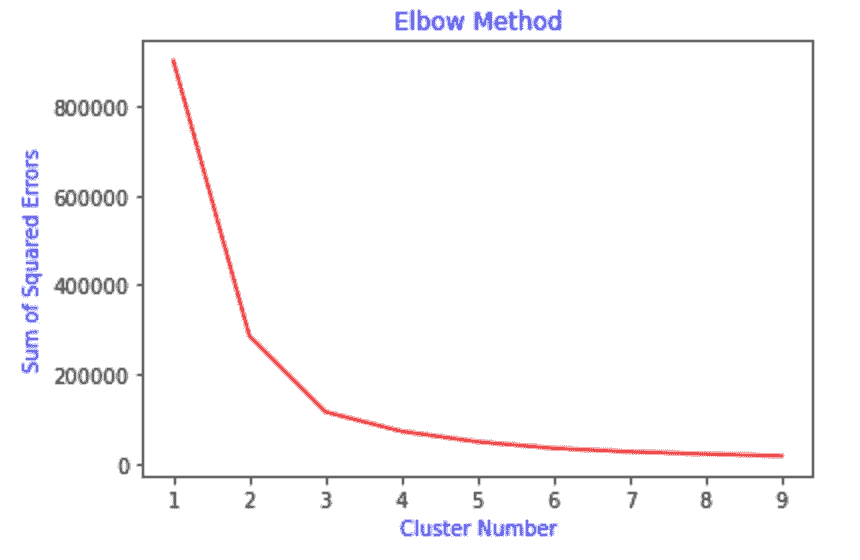 Elbow Method
Sum of Squared Errors
800000
600000
400000
200000
0
1 2 3 4 5 6 7 8 9
Cluster Number